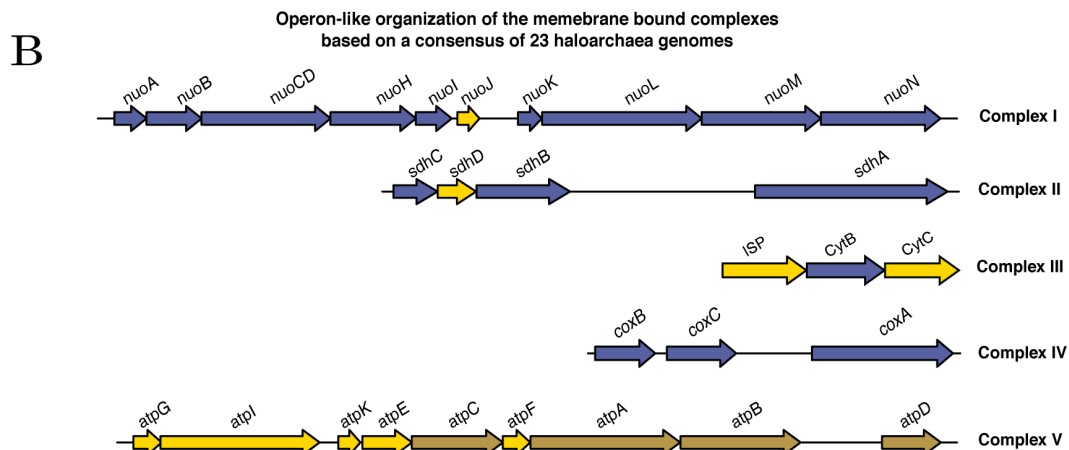 Operon-like organization of the memebrane bound complexes
based on a consensus of 23 haloarchaea genomes
B
nuoA nuoB nuoCD nuoH nuoI nuoJ nuoK nuoL nuoM nuoN Complex I
sdhC sdhD sdhB sdhA Complex II
ISP CytB CytC Complex III
coxB coxC coxA Complex IV
atpG atpI atpK atpE atpC atpF atpA atpB atpD Complex V